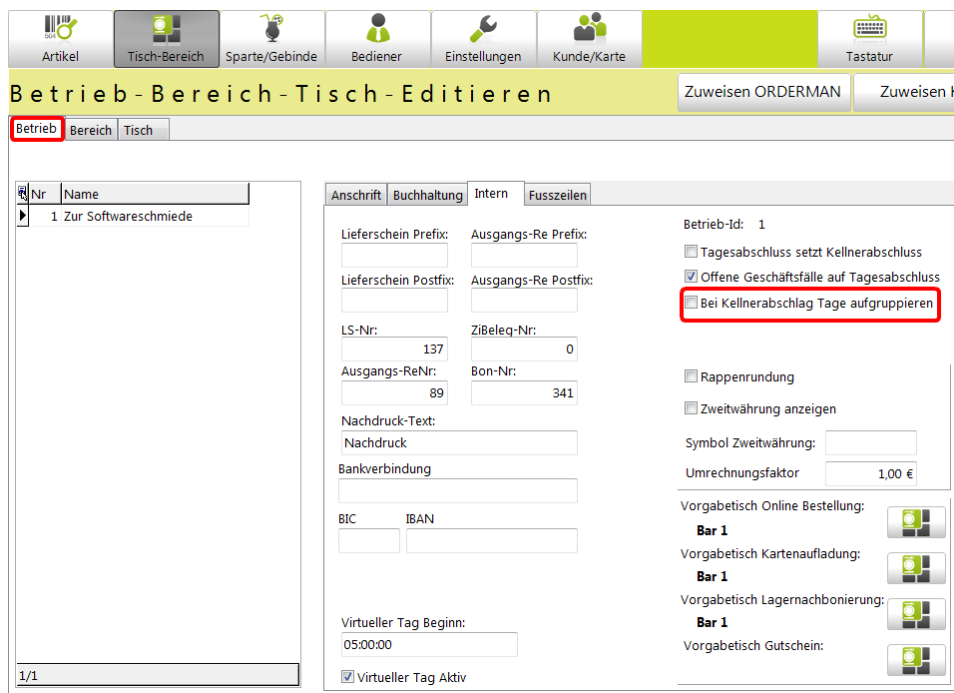 504
Artikel Tisch-Bereich Sparte/Gebinde Bediener Einstellungen Kunde/Karte Tastatur
Betrieb-Bereich-Tisch-Editieren Zuweisen ORDERMAN Zuweisen
Betrieb Bereich Tisch
Nr Name
1 Zur Softwareschmiede
1/1
Anschrift Buchhaltung Intern Fusszeilen
Lieferschein Prefix: Ausgangs-Re Prefix:
Lieferschein Postfix: Ausgangs-Re Postfix:
LS-Nr: ZiBeleg-Nr:
137 0
Ausgangs-ReNr: Bon-Nr:
89 341
Nachdruck-Text:
Nachdruck
Bankverbindung
BIC IBAN
Virtueller Tag Beginn:
05:00:00
Virtueller Tag Aktiv
Betrieb-Id: 1
Tagesabschluss setzt Kellnerabschluss
Offene Geschäftsfälle auf Tagesabschluss
Bei Kellnerabschlag Tage aufgruppieren
Rappenrundung
Zweitwährung anzeigen
Symbol Zweitwährung:
Umrechnungsfaktor 1,00 €
Vorgabetisch Online Bestellung:
Bar 1
Vorgabetisch Kartenaufladung:
Bar 1
Vorgabetisch Lagernachbonierung:
Bar 1
Vorgabetisch Gutschein: